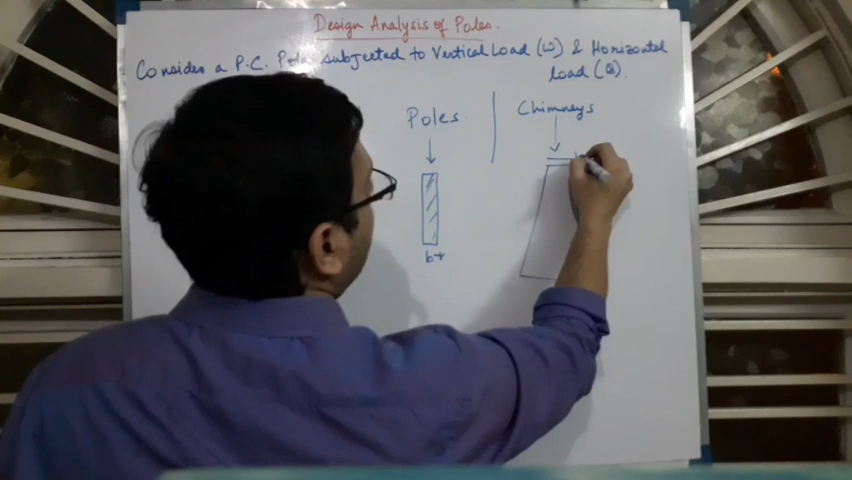 Design Analysis of Poles.
Consider a P.C. Pole subjected to Vertical Load (W) & Horizontal
load (Q).
Poles
Chimneys